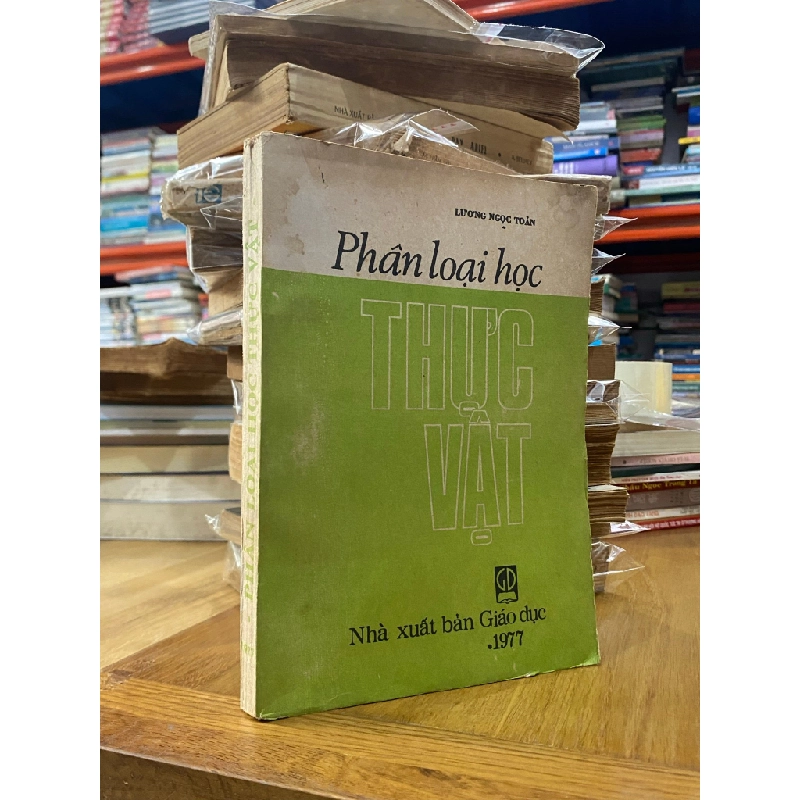 LƯƠNG NGỌC TOẢN
Phân loại học
THỰC
VẬT
GD
Nhà xuất bản Giáo dục
.1977
PHÂN LOẠI HỌC THỰC VẬT